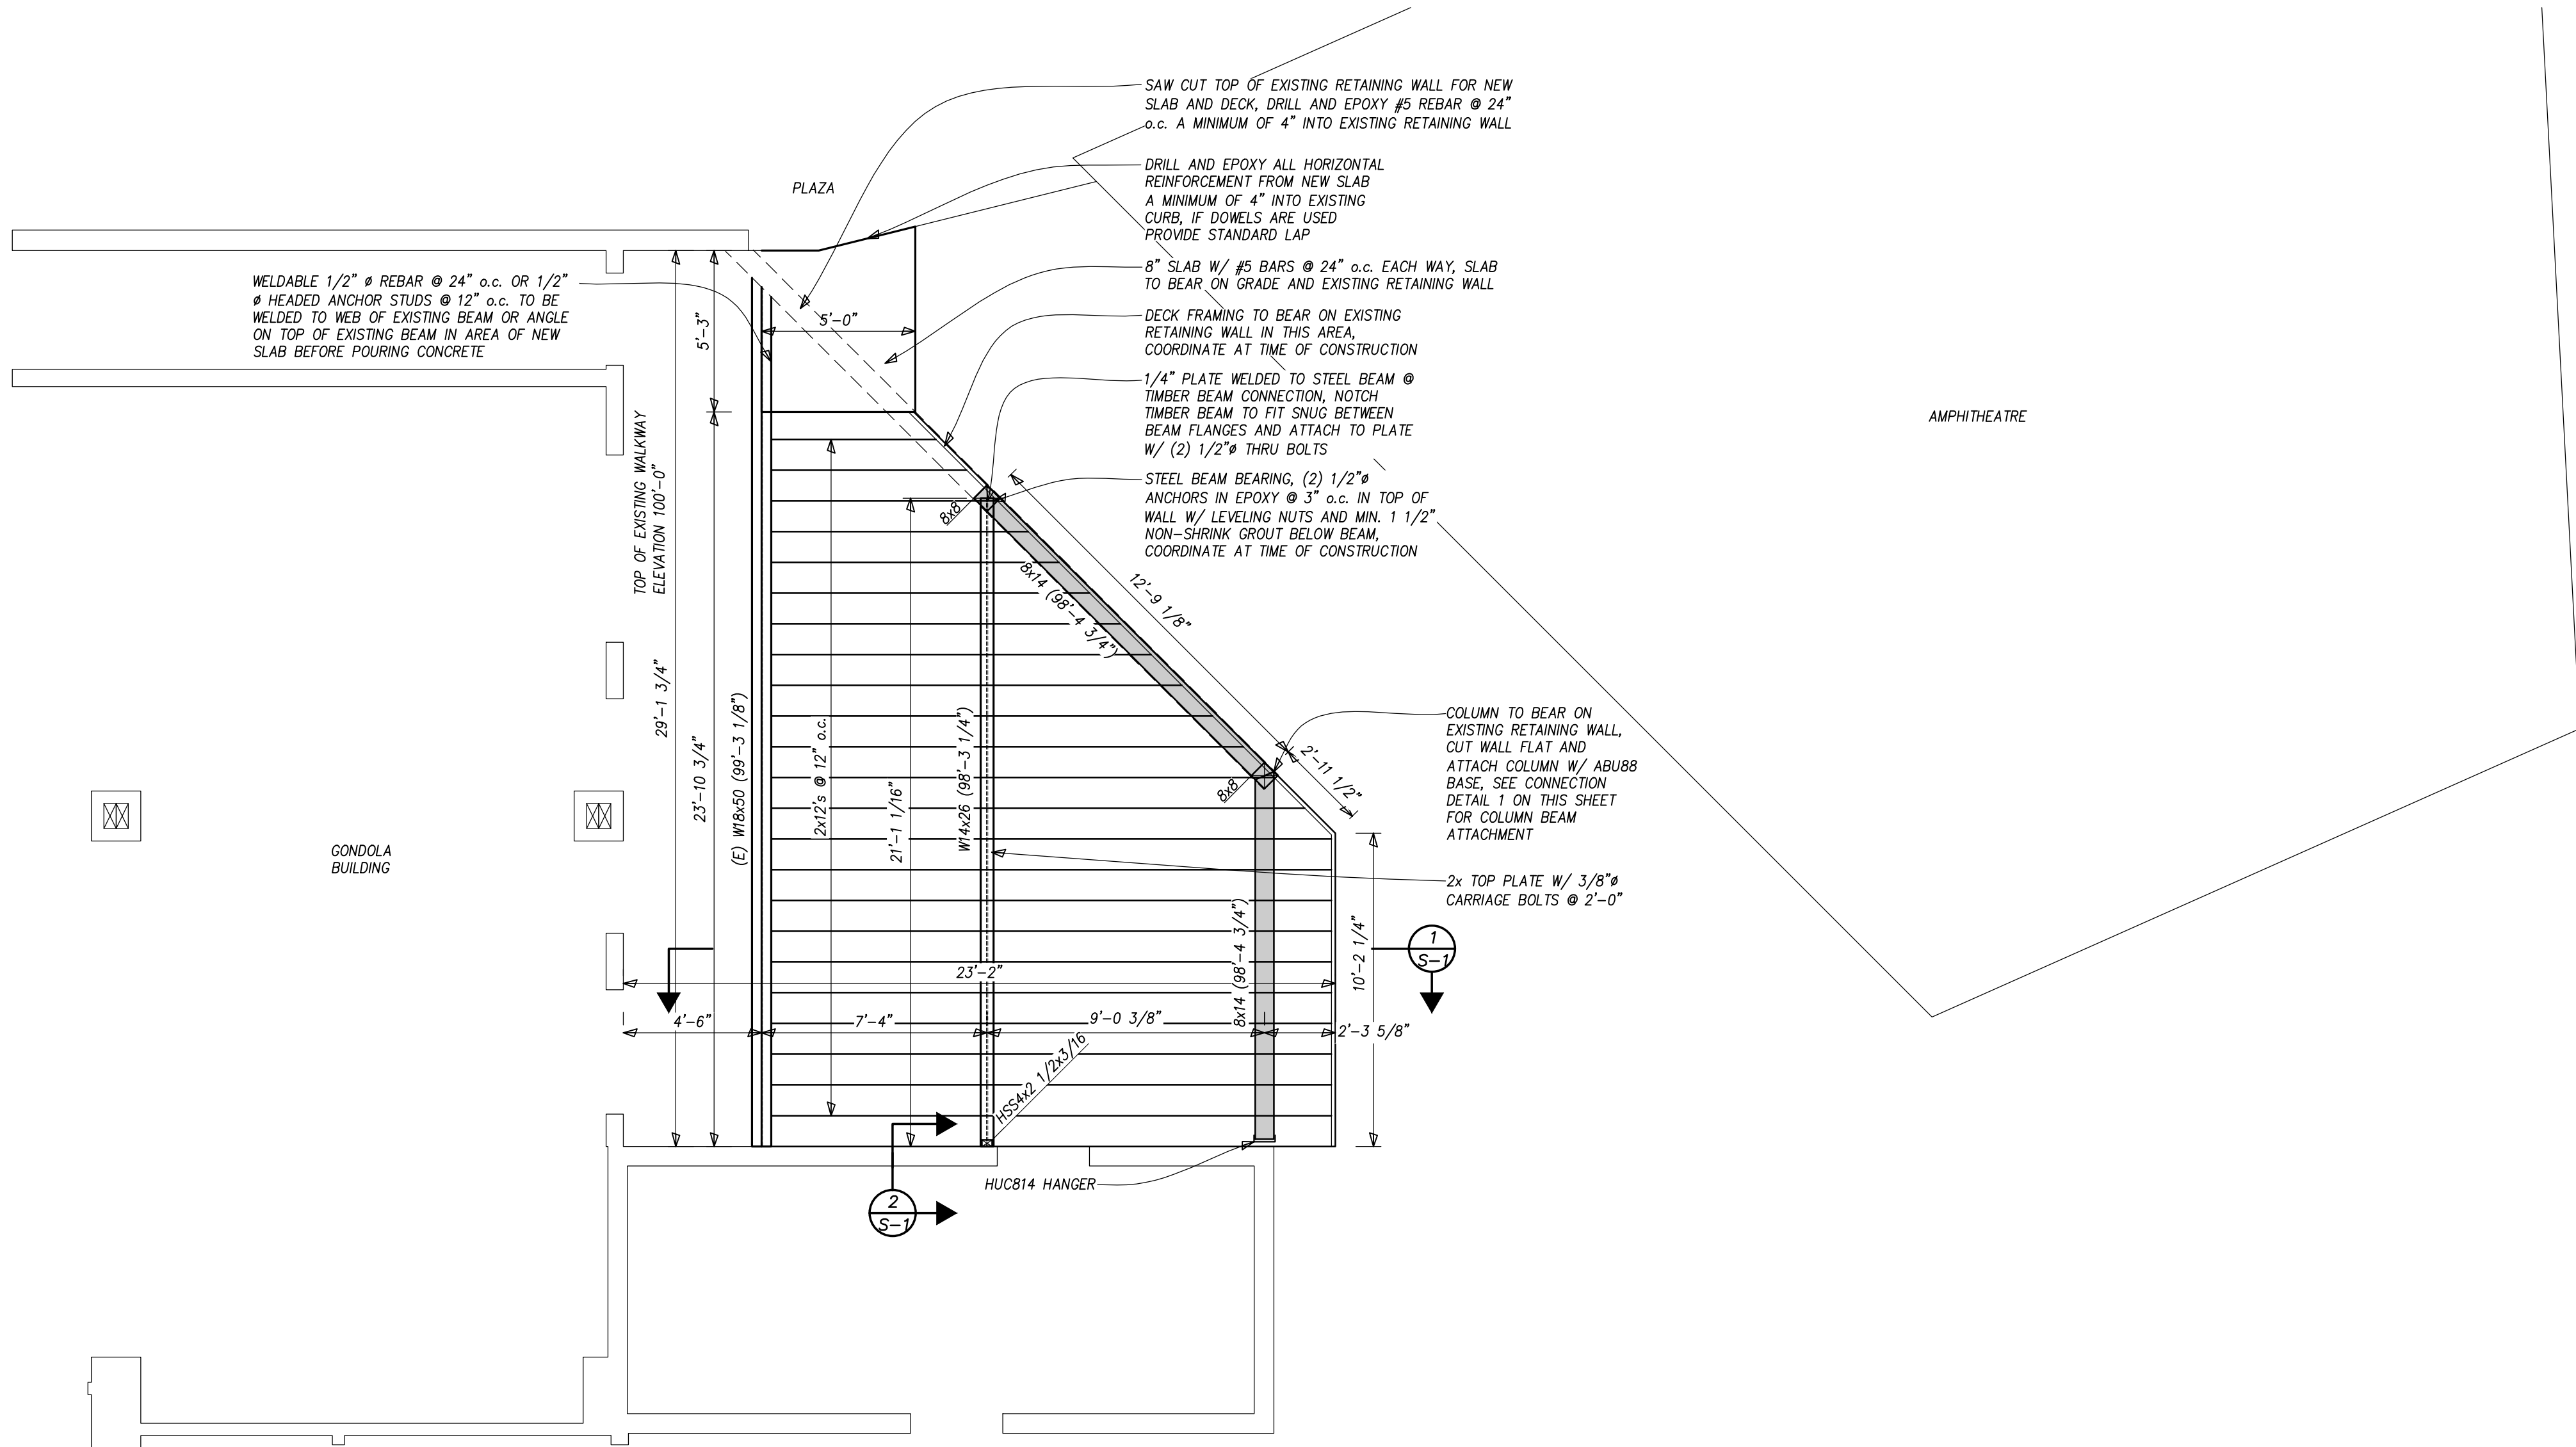 SAW CUT TOP OF EXISTING RETAINING WALL FOR NEW
SLAB AND DECK, DRILL AND EPOXY #5 REBAR @ 24"
o.c. A MINIMUM OF 4" INTO EXISTING RETAINING WALL
DRILL AND EPOXY ALL HORIZONTAL
REINFORCEMENT FROM NEW SLAB
A MINIMUM OF 4" INTO EXISTING
CURB, IF DOWELS ARE USED
PROVIDE STANDARD LAP
PLAZA
8" SLAB W/ #5 BARS @ 24" o.c. EACH WAY, SLAB
TO BEAR ON GRADE AND EXISTING RETAINING WALL
WELDABLE 1/2" ø REBAR @ 24" o.c. OR 1/2"
ø HEADED ANCHOR STUDS @ 12" o.c. TO BE
WELDED TO WEB OF EXISTING BEAM OR ANGLE
ON TOP OF EXISTING BEAM IN AREA OF NEW
SLAB BEFORE POURING CONCRETE
5'-3"
5'-0"
DECK FRAMING TO BEAR ON EXISTING
RETAINING WALL IN THIS AREA,
COORDINATE AT TIME OF CONSTRUCTION
1/4" PLATE WELDED TO STEEL BEAM @
TIMBER BEAM CONNECTION, NOTCH
TIMBER BEAM TO FIT SNUG BETWEEN
BEAM FLANGES AND ATTACH TO PLATE
W/ (2) 1/2"ø THRU BOLTS
AMPHITHEATRE
STEEL BEAM BEARING, (2) 1/2"ø
ANCHORS IN EPOXY @ 3" o.c. IN TOP OF
WALL W/ LEVELING NUTS AND MIN. 1 1/2"
NON-SHRINK GROUT BELOW BEAM,
COORDINATE AT TIME OF CONSTRUCTION
TOP OF EXISTING WALKWAY
ELEVATION 100'-0"
8x8
8x14 (98'-4 3/4")
12'-9 1/8"
29'-1 3/4"
23'-10 3/4"
(E) W18x50 (99'-3 1/8")
2x12's @ 12" o.c.
21'-1 1/16"
W14x26 (98'-3 1/4")
8x8
2'-11 1/2"
COLUMN TO BEAR ON
EXISTING RETAINING WALL,
CUT WALL FLAT AND
ATTACH COLUMN W/ ABU88
BASE, SEE CONNECTION
DETAIL 1 ON THIS SHEET
FOR COLUMN BEAM
ATTACHMENT
GONDOLA
BUILDING
2x TOP PLATE W/ 3/8"ø
CARRIAGE BOLTS @ 2'-0"
8x14 (98'-4 3/4")
10'-2 1/4"
1
S-1
23'-2"
4'-6"
7'-4"
9'-0 3/8"
2'-3 5/8"
HSS4x2 1/2x3/16
HUC814 HANGER
2
S-1